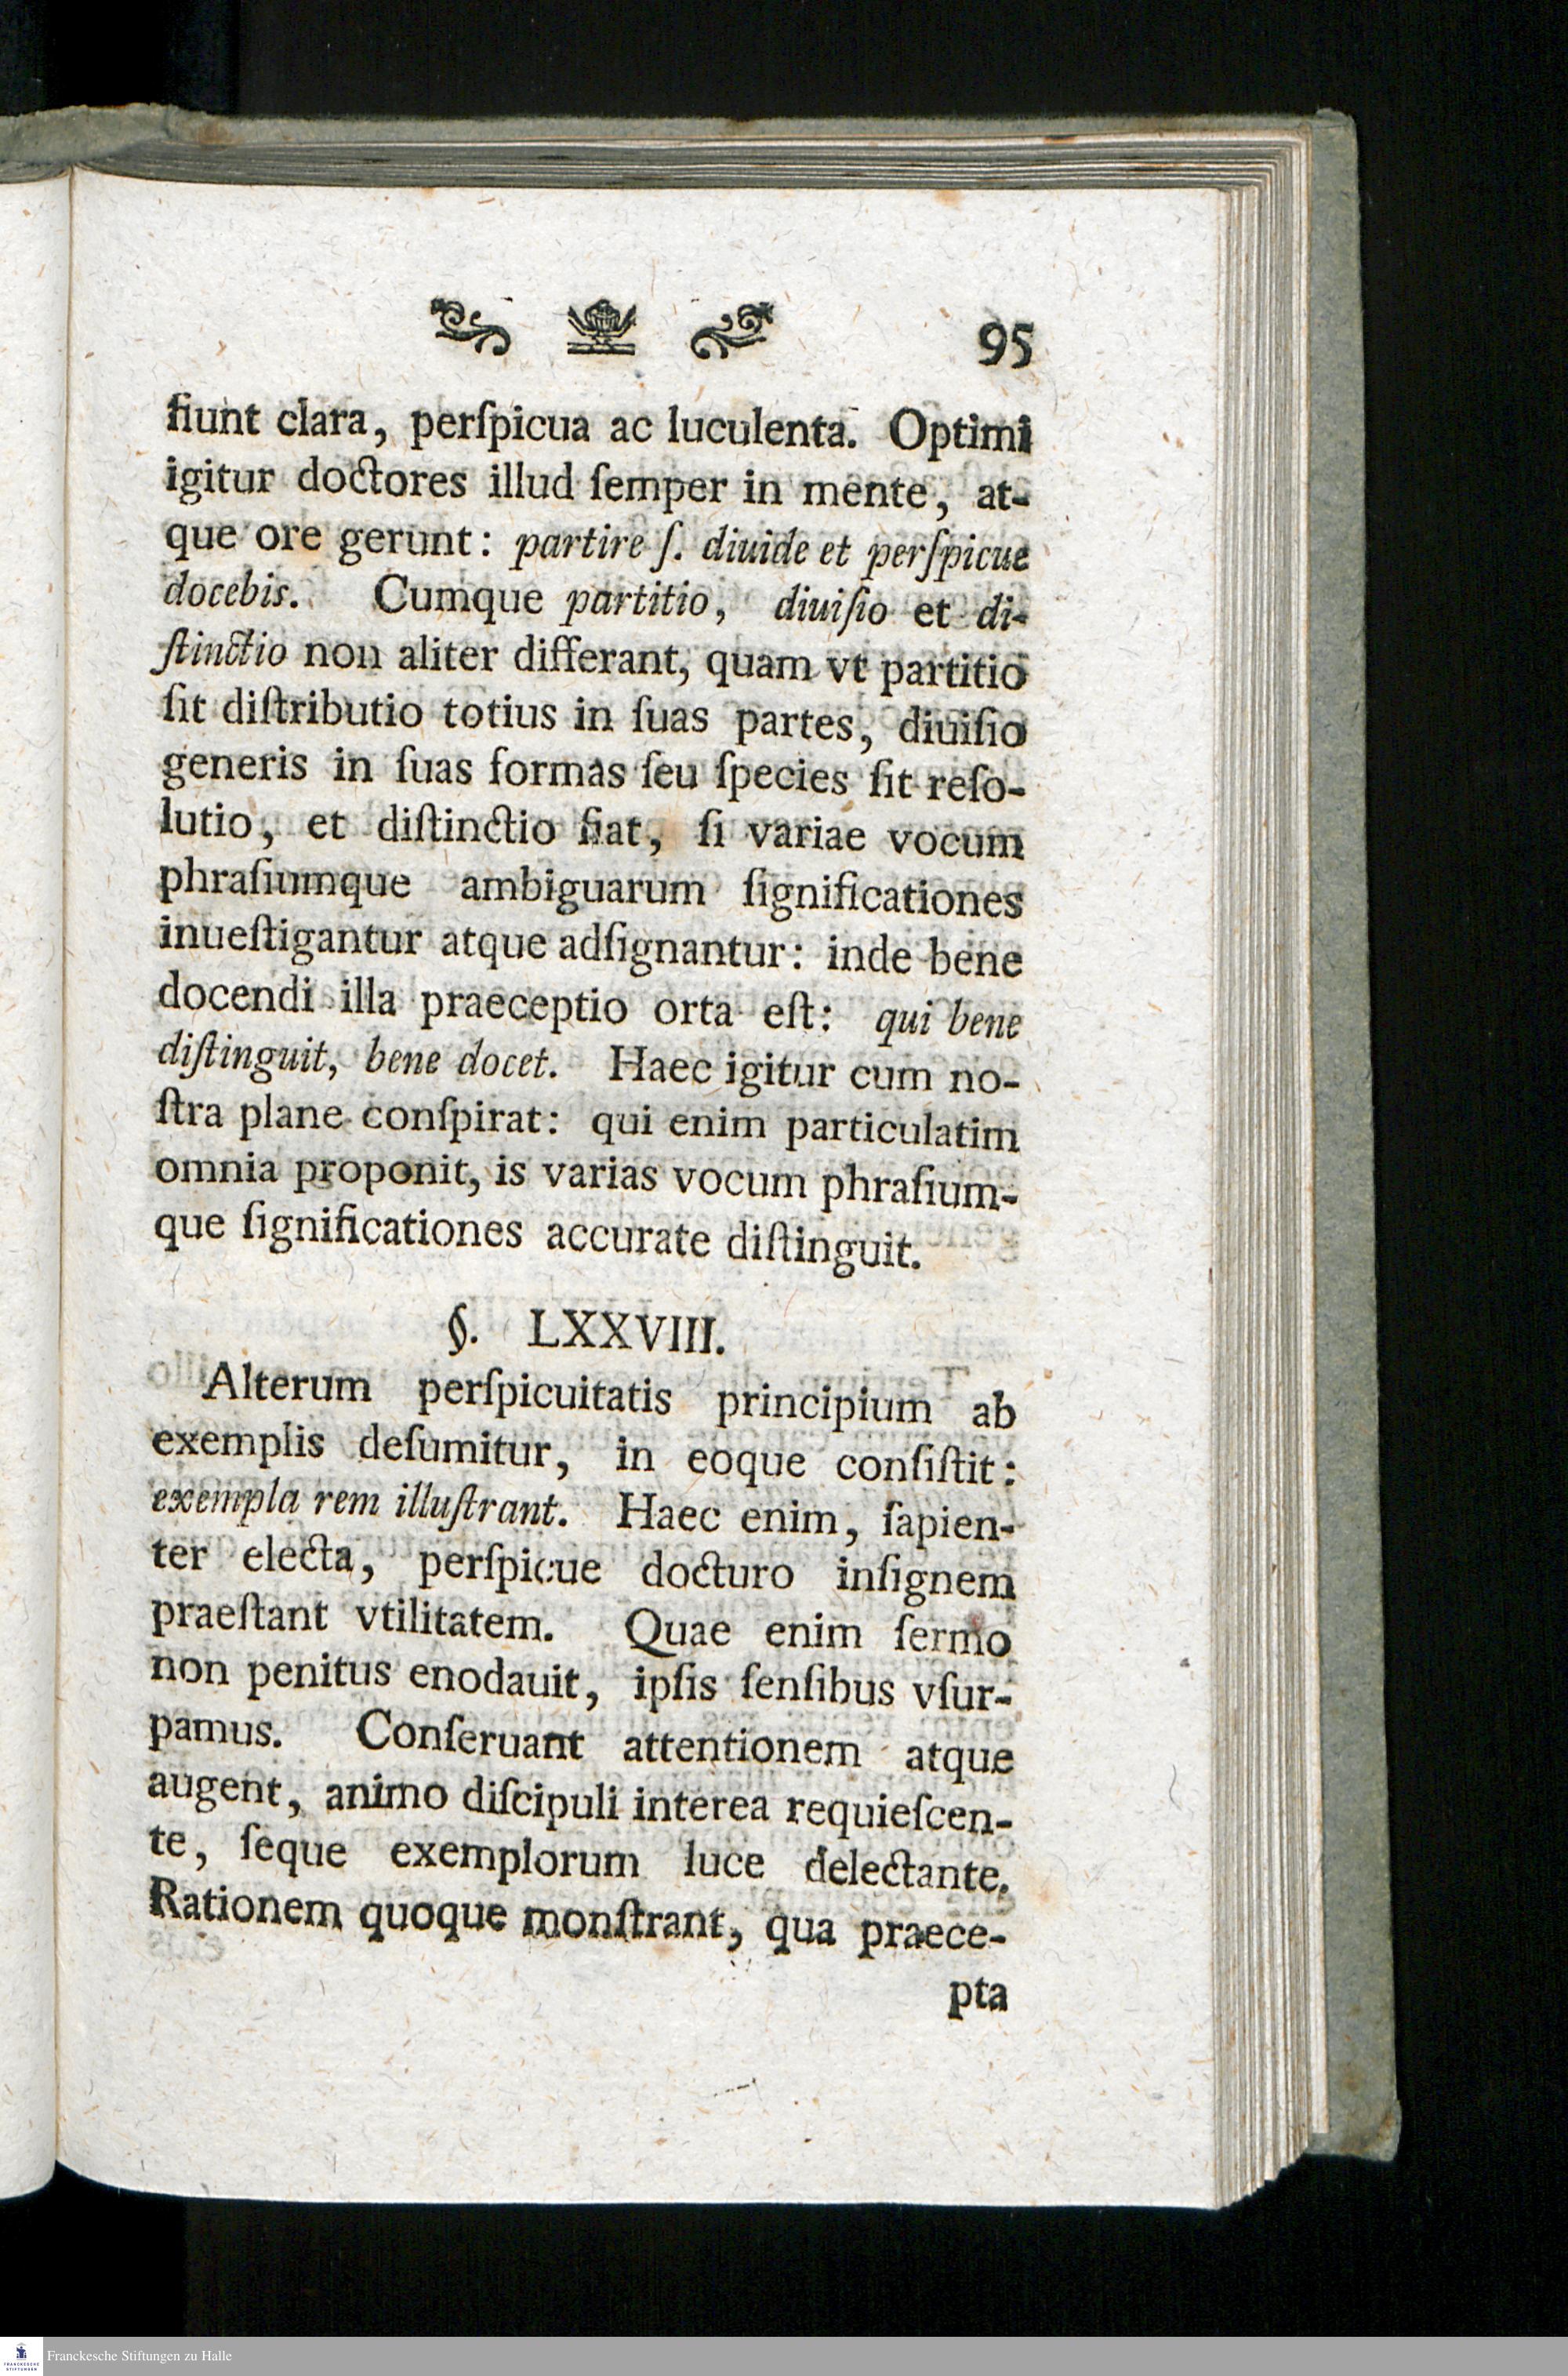 95
fiunt clara, perſpicua ac luculenta. Optimi
igitur doctores illud ſemper in mente, at-
que ore gerunt: partire ſ. diuide et perſpicue
docebis. Cumque partitio, diuiſio et di-
ſtinctio non aliter differant, quam vt partitio
ſit diſtributio totius in ſuas partes, diuiſio
generis in ſuas formas ſeu ſpecies ſit reſo-
lutio, et diſtinctio fiat, ſi variae vocum
phraſiumque ambiguarum ſignificationes
inueſtigantur atque adſignantur: inde bene
docendi illa praeceptio orta eſt: qui bene
diſtinguit, bene docet. Haec igitur cum no-
ſtra plane conſpirat: qui enim particulatim
omnia proponit, is varias vocum phraſium-
que ſignificationes accurate diſtinguit.
§. LXXVIII.
Alterum perſpicuitatis principium ab
exemplis deſumitur, in eoque conſiſtit:
exempla rem illuſtrant. Haec enim, ſapien-
ter electa, perſpicue docturo inſignem
praeſtant vtilitatem. Quae enim ſermo
non penitus enodauit, ipſis ſenſibus vſur-
pamus. Conſeruant attentionem atque
augent, animo diſcipuli interea requieſcen-
te, ſeque exemplorum luce delectante.
Rationem quoque monſtrant, qua praece-
pta
Franckesche Stiftungen zu Halle
FRANCKESCHE
STIFTUNGEN